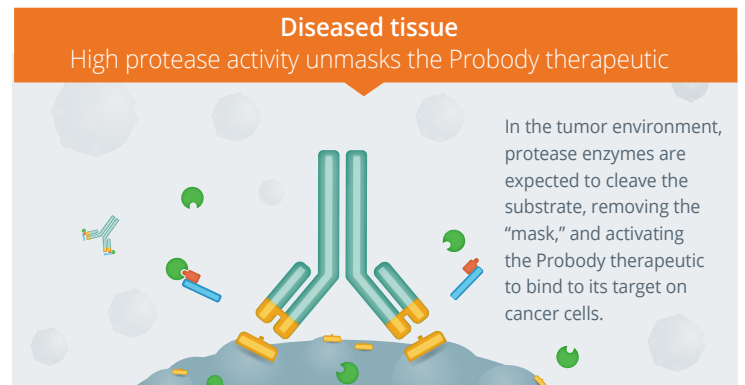 Diseased tissue
High protease activity unmasks the Probody therapeutic
In the tumor environment,
protease enzymes are
expected to cleave the
substrate, removing the
“mask,” and activating
the Probody therapeutic
to bind to its target on
cancer cells.